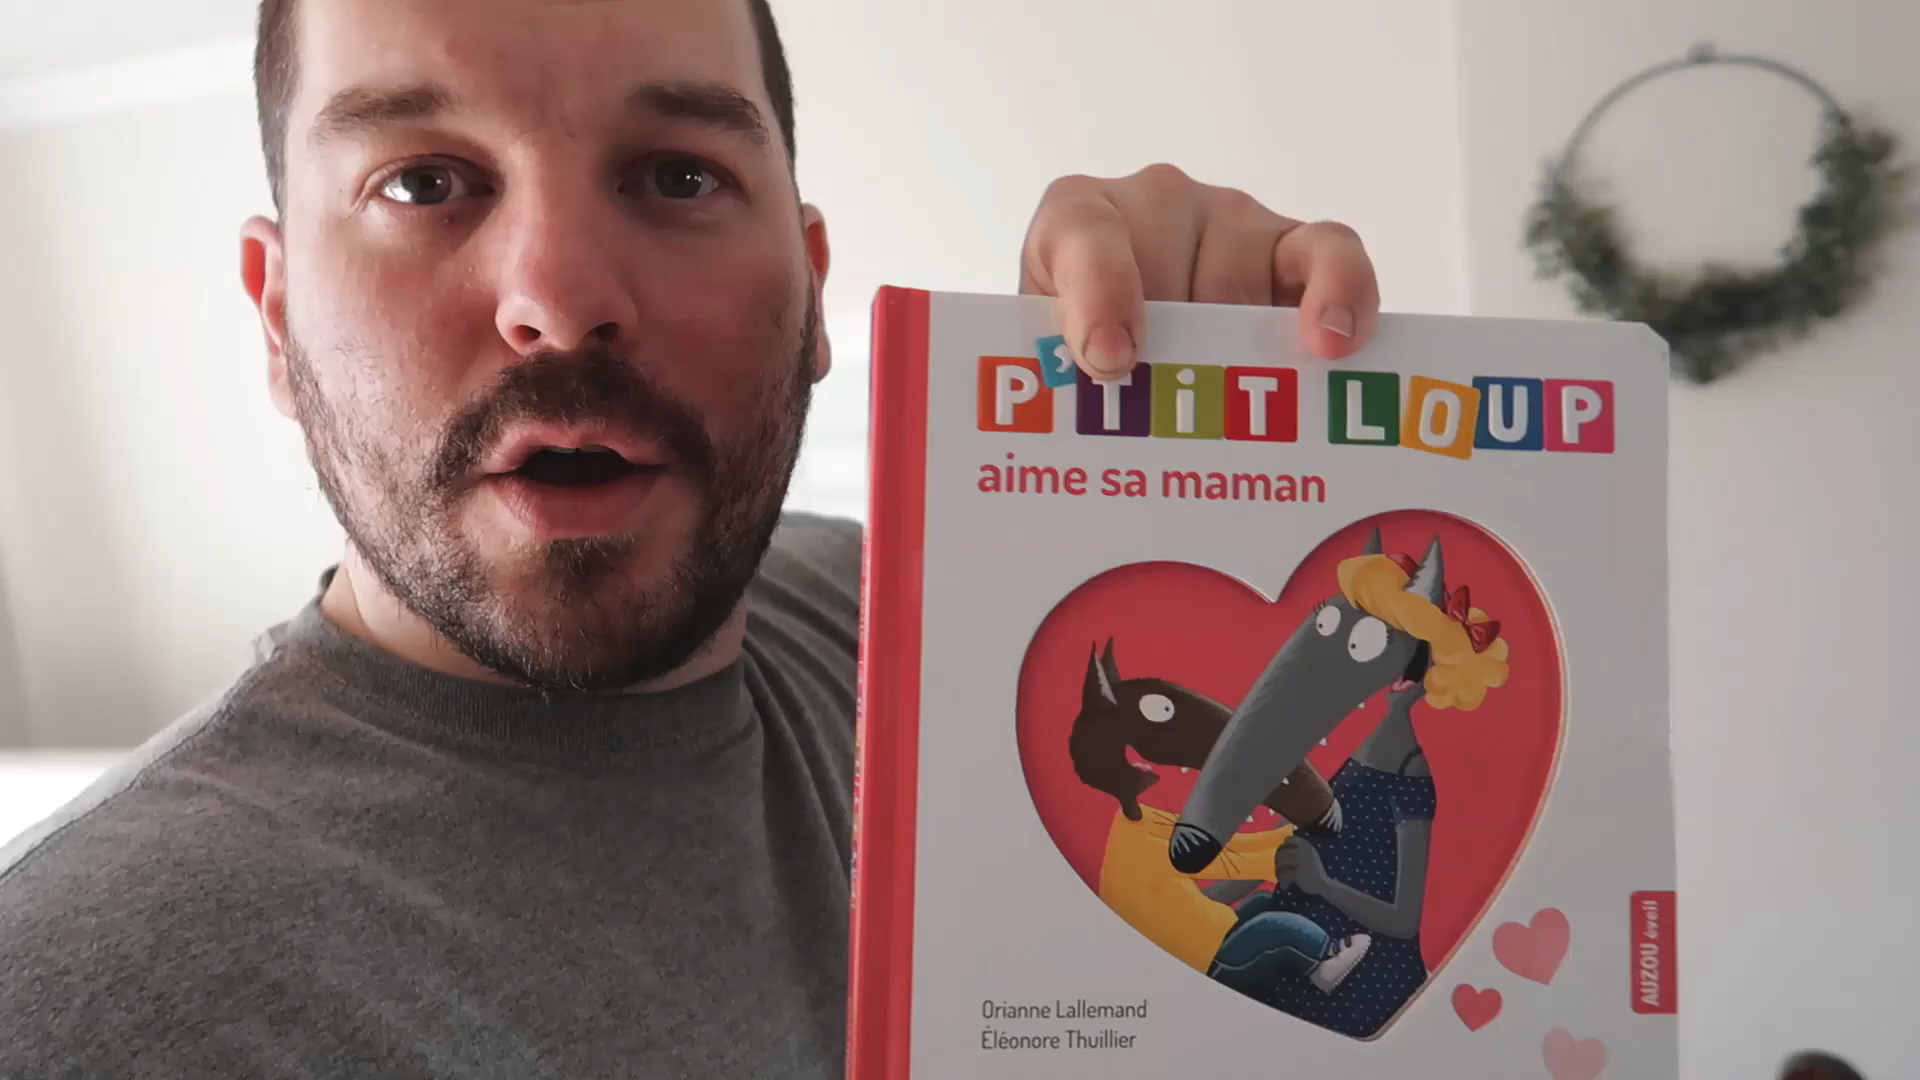 P'TiT LOUP
aime sa maman
Orianne Lallemand
Éléonore Thuillier
AUZOU éveil